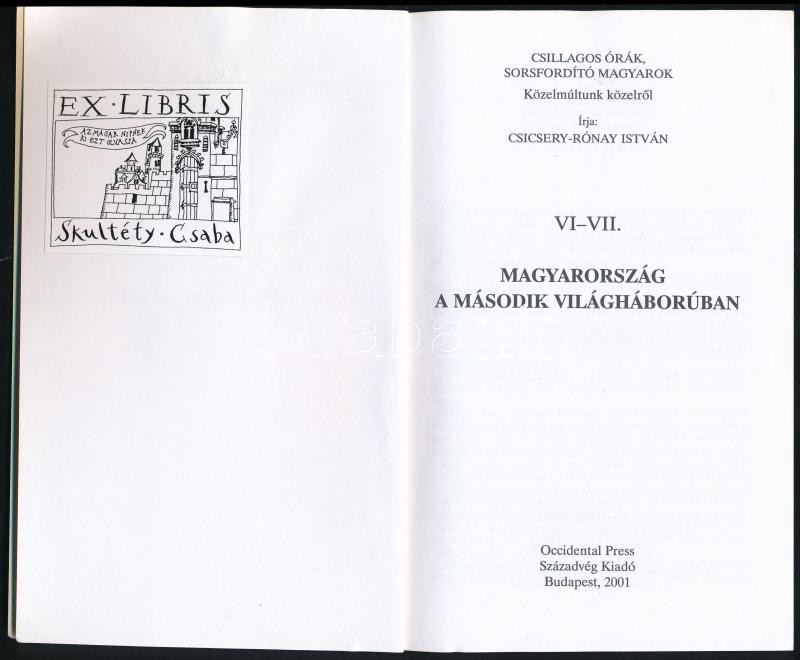 EX·LIBRIS
AZ MAGAR NIPNEK
KI EZT OLVASSA
Skultéty·Csaba
CSILLAGOS ÓRÁK,
SORSFORDÍTÓ MAGYAROK
Közelmúltunk közelről
Írja:
CSICSERY-RÓNAY ISTVÁN
VI–VII.
MAGYARORSZÁG
A MÁSODIK VILÁGHÁBORÚBAN
Occidental Press
Századvég Kiadó
Budapest, 2001